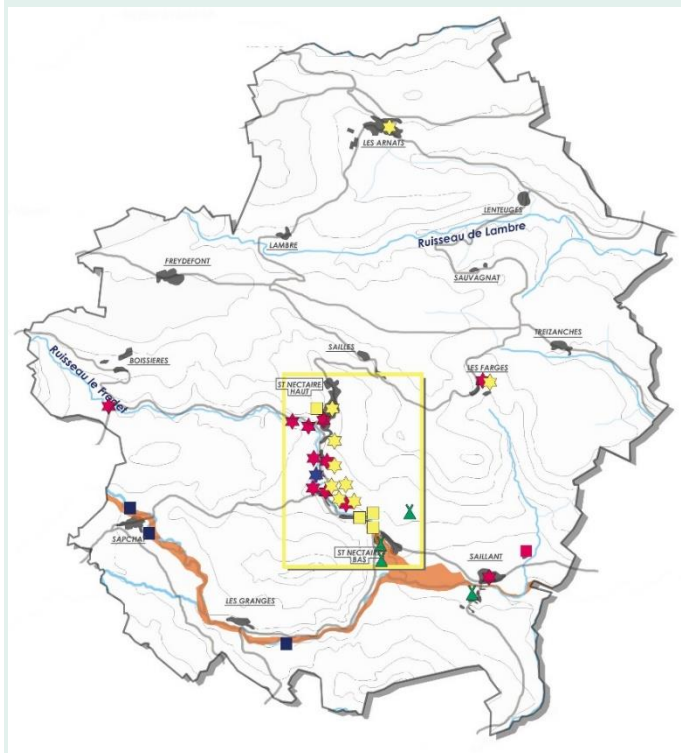 LES ARNATS
LENTEUGES
LAMBRE
Ruisseau de Lambre
FREYDEFONT
SAUVAGNAT
TREIZANCHES
SAILLES
BOISSIERES
Ruisseau le Fredet
LES FARGES
ST NECTAIRE
HAUT
SAPCHAT
ST NECTAIRE
BAS
SAILLANT
LES GRANGES